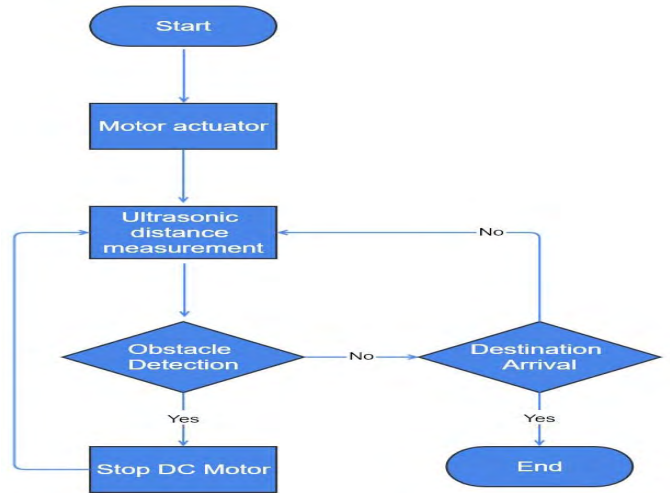 Start
Motor actuator
Ultrasonic
distance
measurement
No
Obstacle
Detection
No
Destination
Arrival
Yes
Yes
Stop DC Motor
End